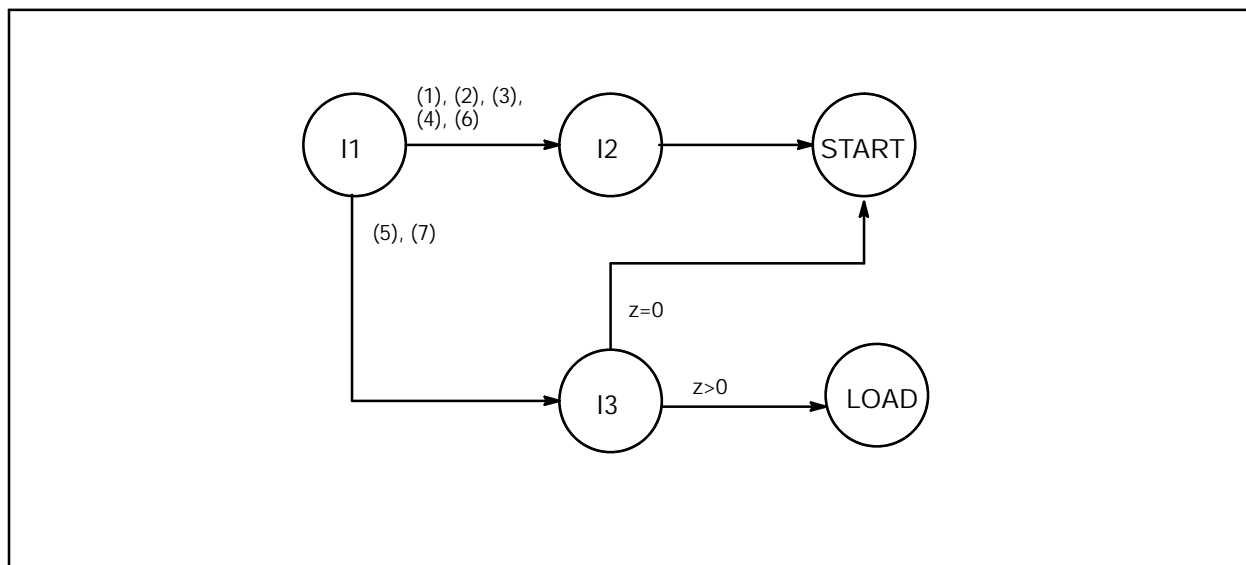 (1), (2), (3),
(4), (6)
I1
I2
START
(5), (7)
z=0
z>0
I3
LOAD